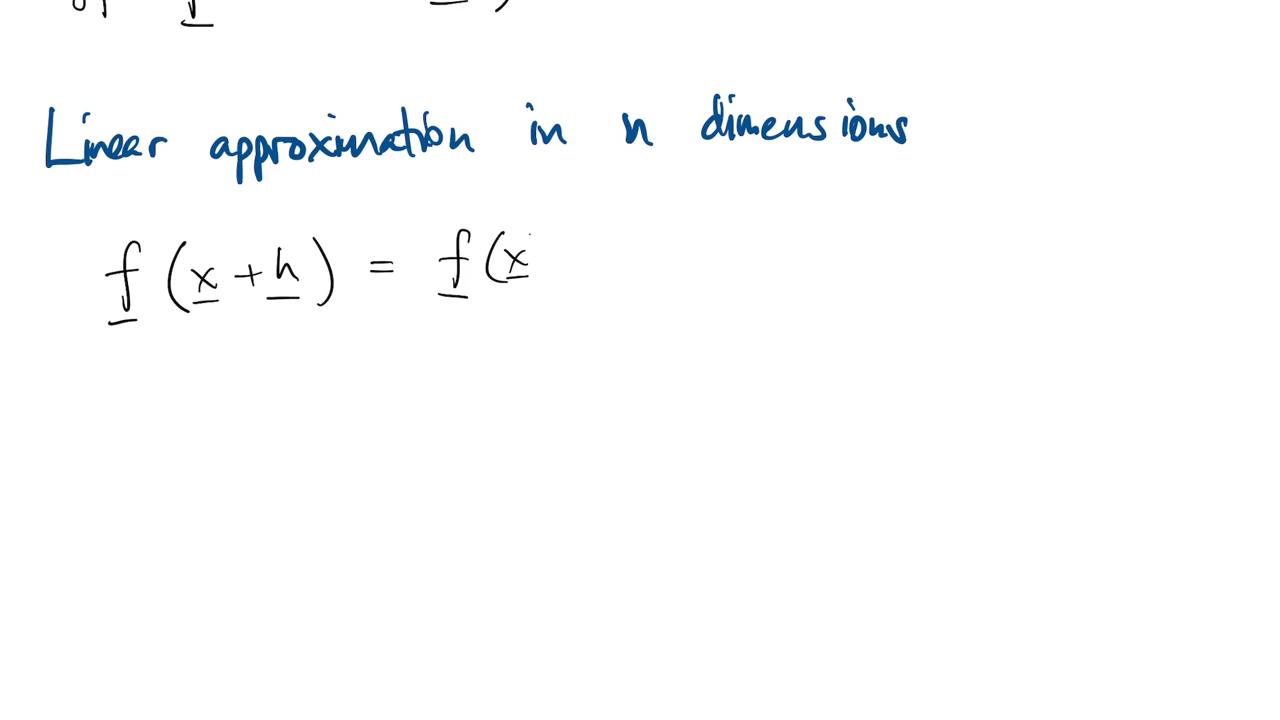 Linear approximation in n dimensions
f (x + h) = f (x